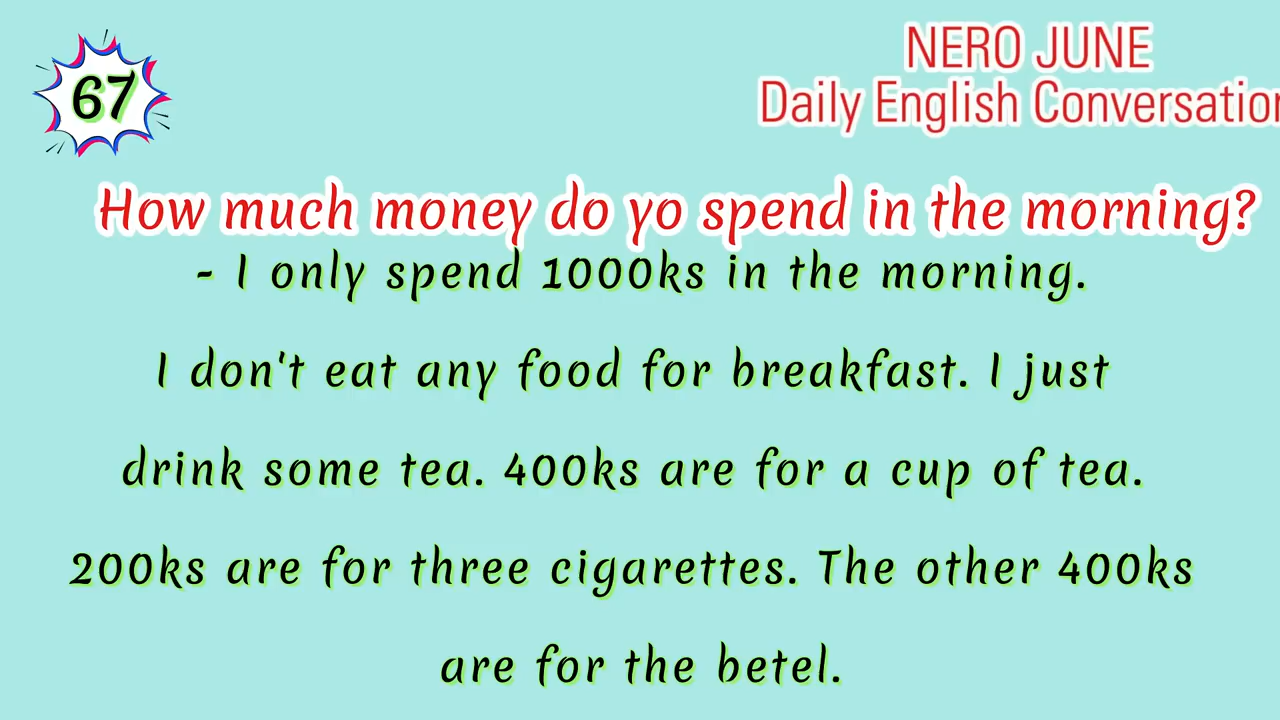 67
NERO JUNE
Daily English Conversation
How much money do yo spend in the morning?
- I only spend 1000ks in the morning.
I don't eat any food for breakfast. I just
drink some tea. 400ks are for a cup of tea.
200ks are for three cigarettes. The other 400ks
are for the betel.